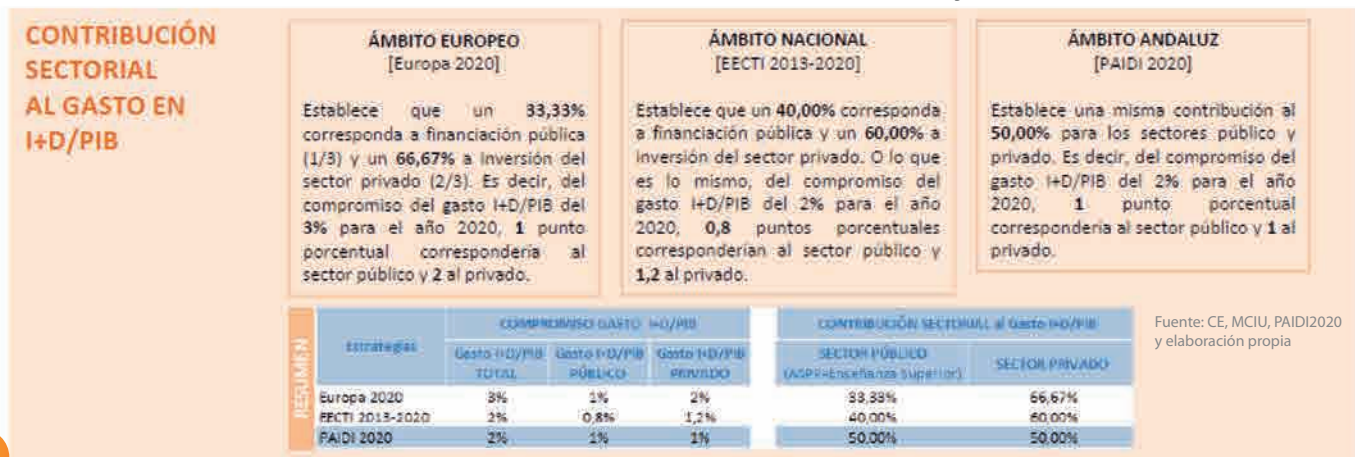 CONTRIBUCIÓN
SECTORIAL
AL GASTO EN
I+D/PIB
ÁMBITO EUROPEO
[Europa 2020]
Establece que un 33,33%
corresponda a financiación pública
(1/3) y un 66,67% a inversión del
sector privado (2/3). Es decir, del
compromiso del gasto I+D/PIB del
3% para el año 2020, 1 punto
porcentual correspondería al
sector público y 2 al privado.
ÁMBITO NACIONAL
[EECTI 2013-2020]
Establece que un 40,00% corresponda
a financiación pública y un 60,00% a
inversión del sector privado. O lo que
es lo mismo, del compromiso del
gasto I+D/PIB del 2% para el año
2020, 0,8 puntos porcentuales
corresponderían al sector público y
1,2 al privado.
ÁMBITO ANDALUZ
[PAIDI 2020]
Establece una misma contribución al
50,00% para los sectores público y
privado. Es decir, del compromiso del
gasto I+D/PIB del 2% para el año
2020, 1 punto porcentual
correspondería al sector público y 1 al
privado.
RESUMEN
Estrategias
COMPROMISO GASTO I+D/PIB
CONTRIBUCIÓN SECTORIAL al Gasto I+D/PIB
Gasto I+D/PIB TOTAL
Gasto I+D/PIB PÚBLICO
Gasto I+D/PIB PRIVADO
SECTOR PÚBLICO
(AAPP+Enseñanza Superior)
SECTOR PRIVADO
Europa 2020 3% 1% 2% 33,33% 66,67%
EECTI 2013-2020 2% 0,8% 1,2% 40,00% 60,00%
PAIDI 2020 2% 1% 1% 50,00% 50,00%
Fuente: CE, MCIU, PAIDI2020
y elaboración propia